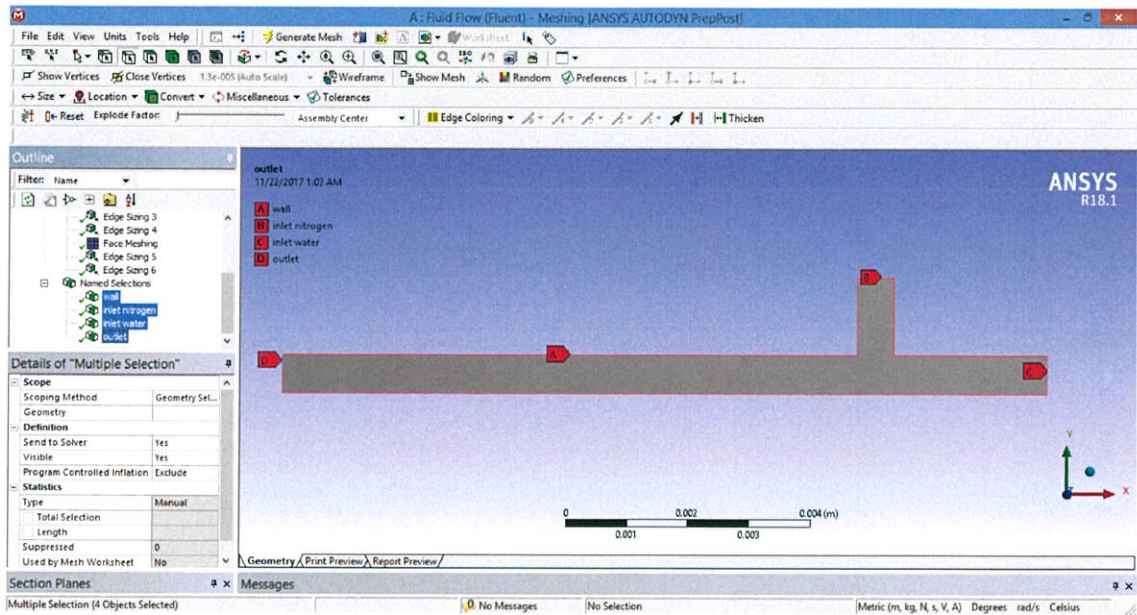 A : Fluid Flow (Fluent) - Meshing [ANSYS AUTODYN PrepPost]
File Edit View Units Tools Help Generate Mesh Worksheet
Show Vertices Close Vertices 1.3e-005 (Auto Scale) Wireframe Show Mesh Random Preferences
Size Location Convert Miscellaneous Tolerances
Reset Explode Factor: Assembly Center Edge Coloring Thicken
Outline
Filter: Name
Edge Sizing 3
Edge Sizing 4
Face Meshing
Edge Sizing 5
Edge Sizing 6
Named Selections
wall
inlet nitrogen
inlet water
outlet
Details of "Multiple Selection"
Scope
Scoping Method Geometry Sel...
Geometry
Definition
Send to Solver Yes
Visible Yes
Program Controlled Inflation Exclude
Statistics
Type Manual
Total Selection
Length
Suppressed 0
Used by Mesh Worksheet No
outlet
11/22/2017 1:03 AM
A wall
B inlet nitrogen
C inlet water
D outlet
ANSYS
R18.1
B
D
A
C
Y
Z
X
0 0.002 0.004 (m)
0.001 0.003
Geometry Print Preview Report Preview
Section Planes
Messages
Multiple Selection (4 Objects Selected) 0 No Messages No Selection Metric (m, kg, N, s, V, A) Degrees rad/s Celsius